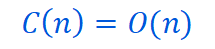 C(n) = O(n)